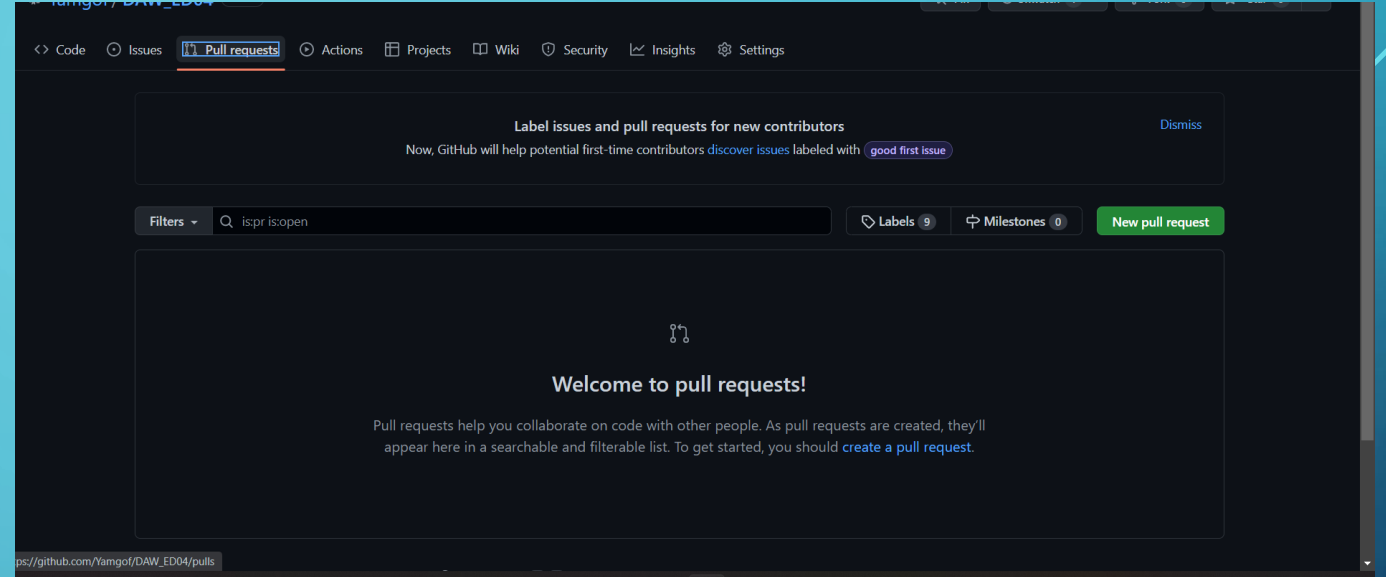 Yamgof / DAW_ED04
Code Issues Pull requests Actions Projects Wiki Security Insights Settings
Label issues and pull requests for new contributors
Dismiss
Now, GitHub will help potential first-time contributors discover issues labeled with good first issue
Filters is:pr is:open Labels 9 Milestones 0 New pull request
Welcome to pull requests!
Pull requests help you collaborate on code with other people. As pull requests are created, they'll
appear here in a searchable and filterable list. To get started, you should create a pull request.
ps://github.com/Yamgof/DAW_ED04/pulls